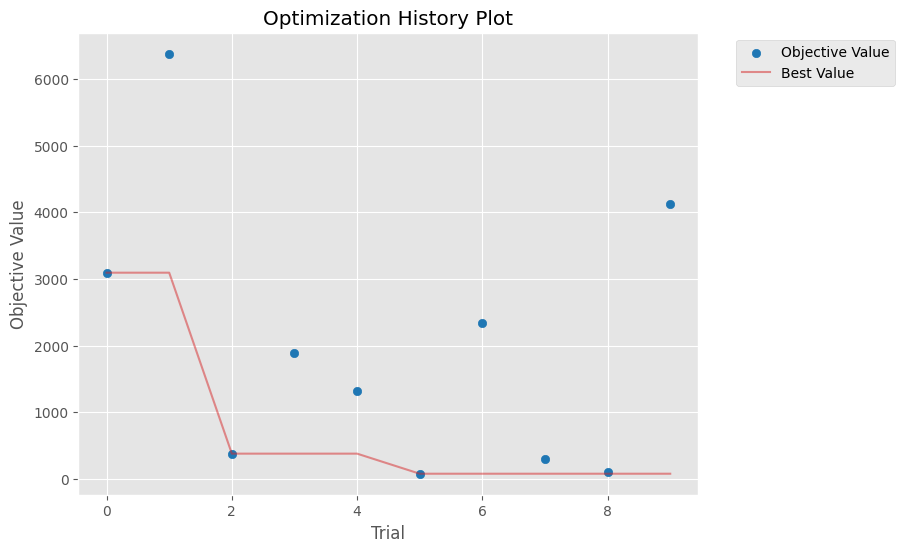 Optimization History Plot
Objective Value
Best Value
6000
5000
4000
3000
2000
1000
0
Objective Value
0 2 4 6 8
Trial